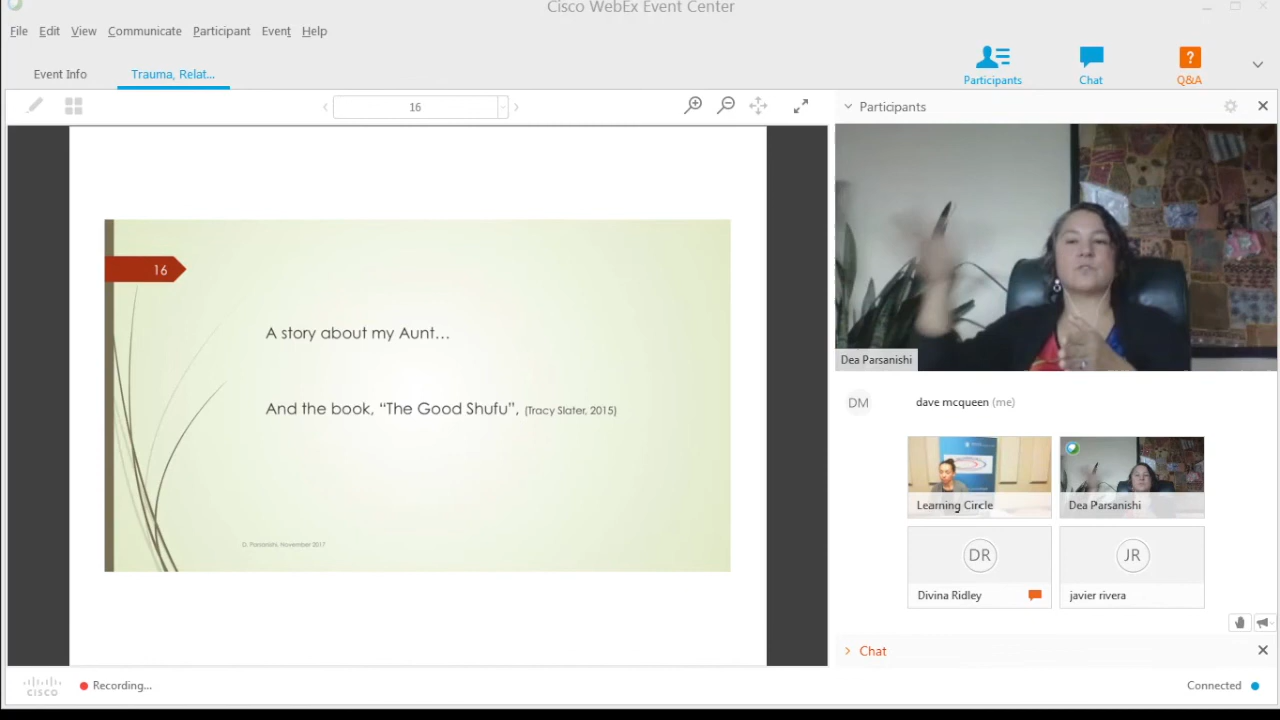 Cisco WebEx Event Center
File Edit View Communicate Participant Event Help
Event Info
Trauma, Relat...
Participants
Chat
?
Q&A
16
Participants
16
A story about my Aunt…
And the book, “The Good Shufu”, (Tracy Slater, 2015)
D. Parsanishi, November 2017
Dea Parsanishi
DM
dave mcqueen (me)
Learning Circle
Dea Parsanishi
DR
Divina Ridley
JR
javier rivera
Chat
CISCO
Recording...
Connected